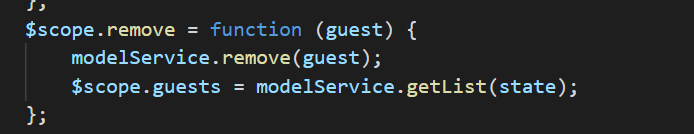 };
$scope.remove = function (guest) {
    modelService.remove(guest);
    $scope.guests = modelService.getList(state);
};